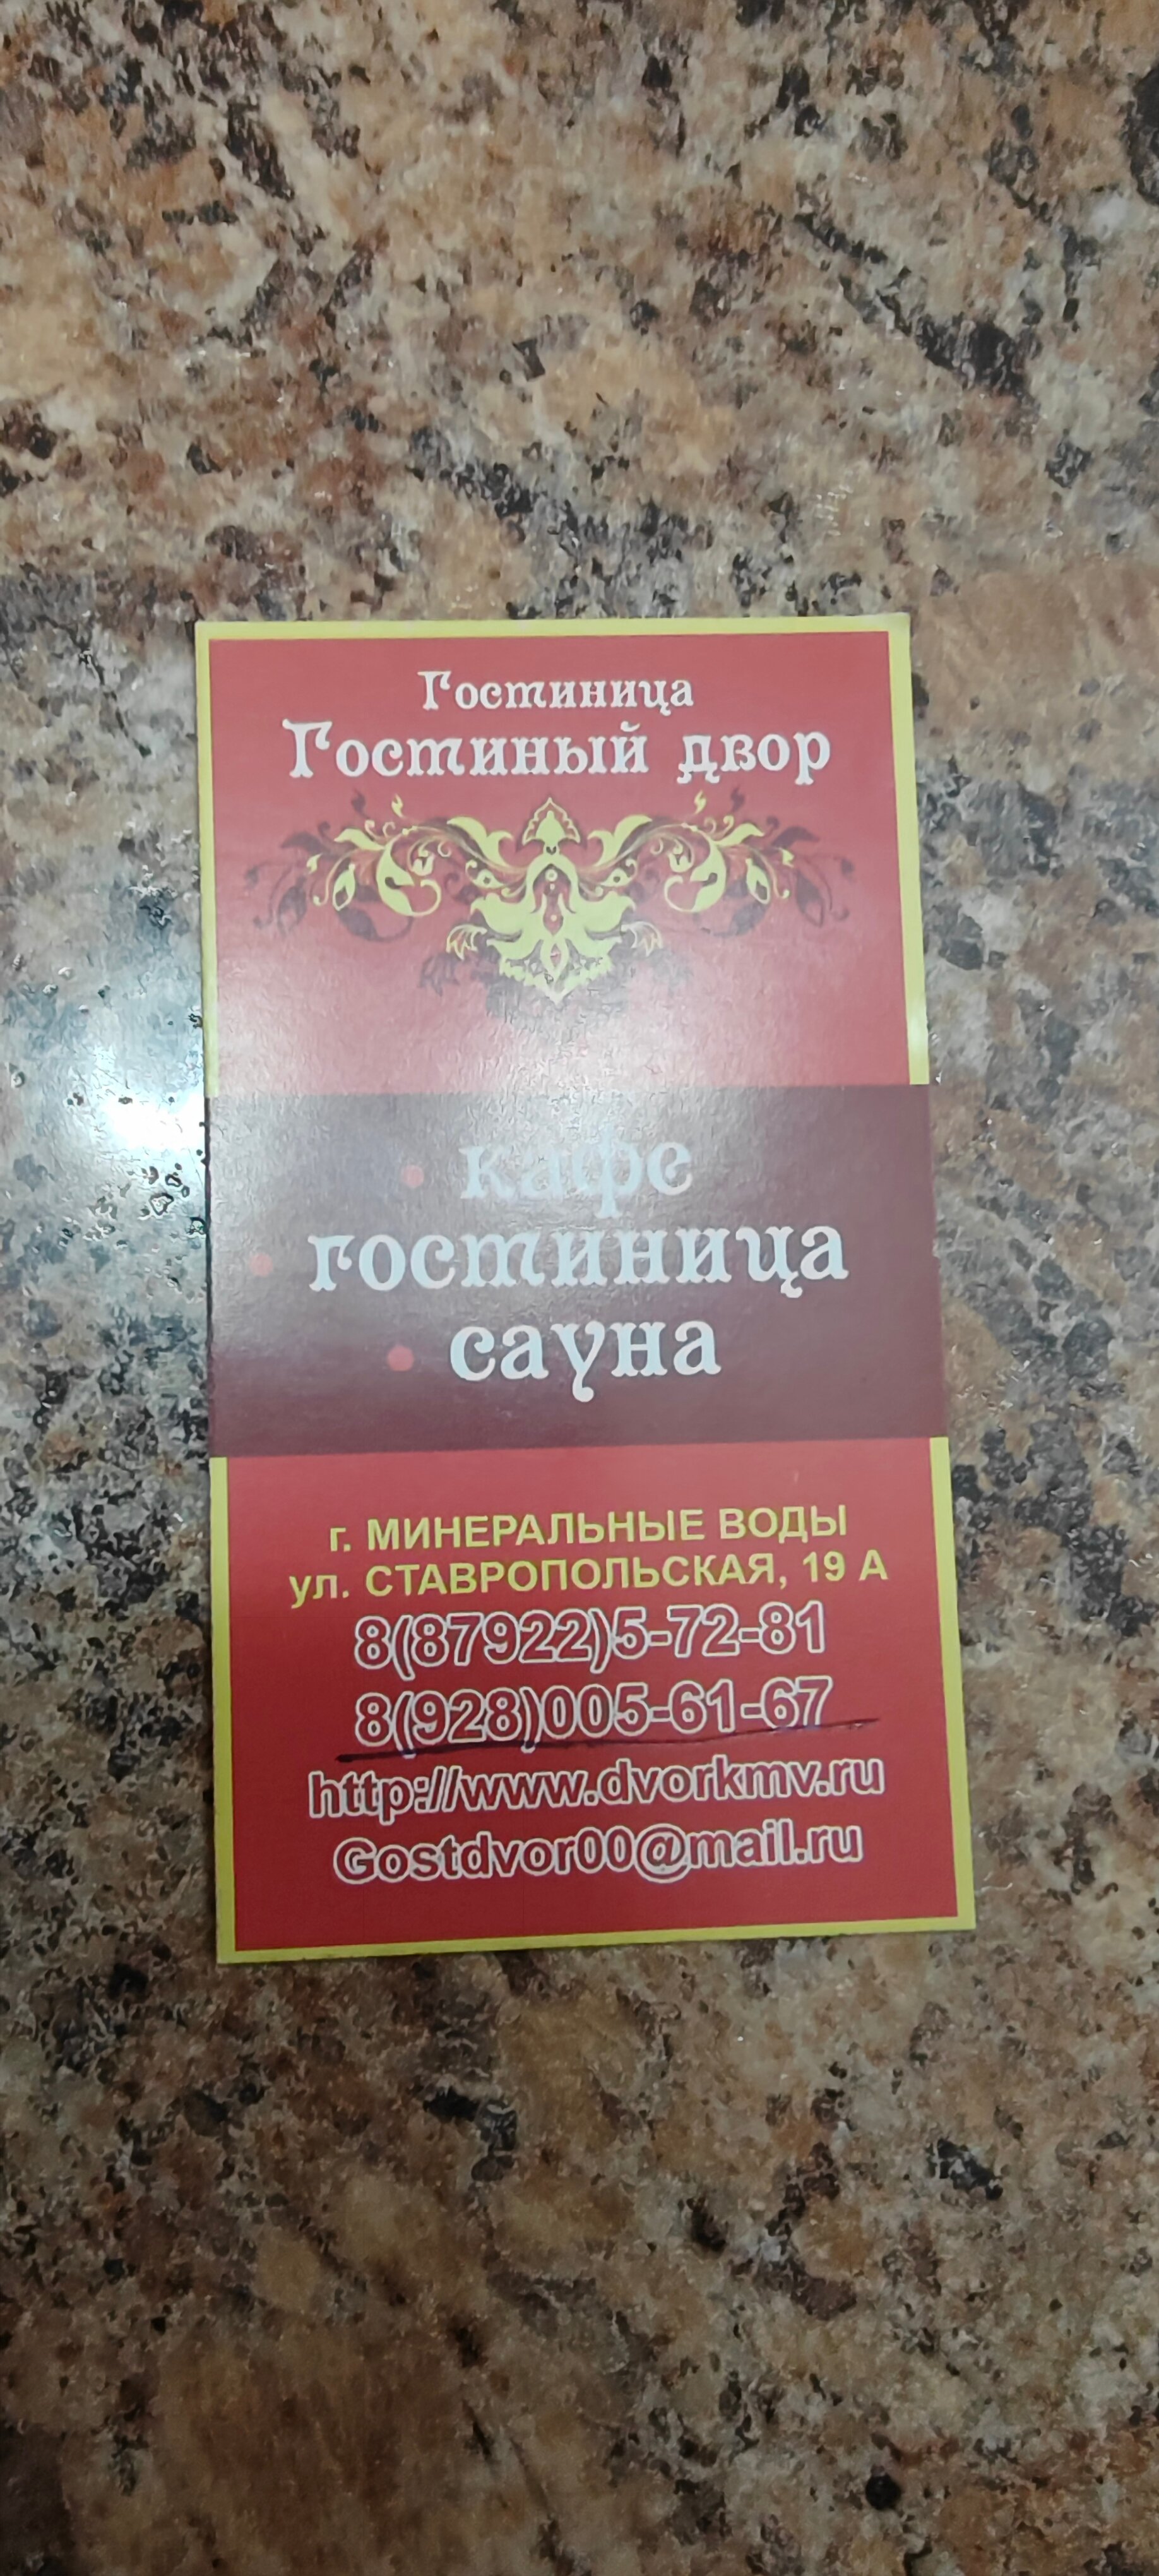 Гостиница
Гостиный двор
кафе
гостиница
сауна
г. МИНЕРАЛЬНЫЕ ВОДЫ
ул. СТАВРОПОЛЬСКАЯ, 19 А
8(87922)5-72-81
8(928)005-61-67
http://www.dvorkmv.ru
Gostdvor00@mail.ru